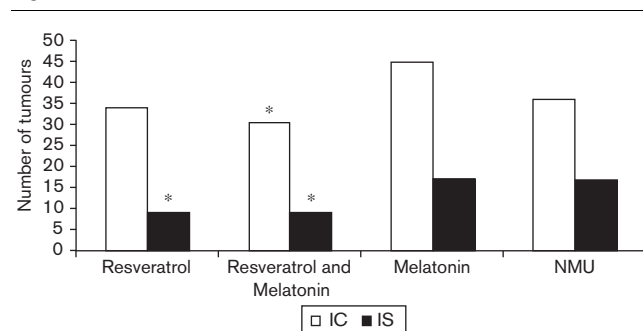 Number of tumours
50
45
40
35
30
25
20
15
10
5
0
*
*
*
Resveratrol
Resveratrol and
Melatonin
Melatonin
NMU
IC IS